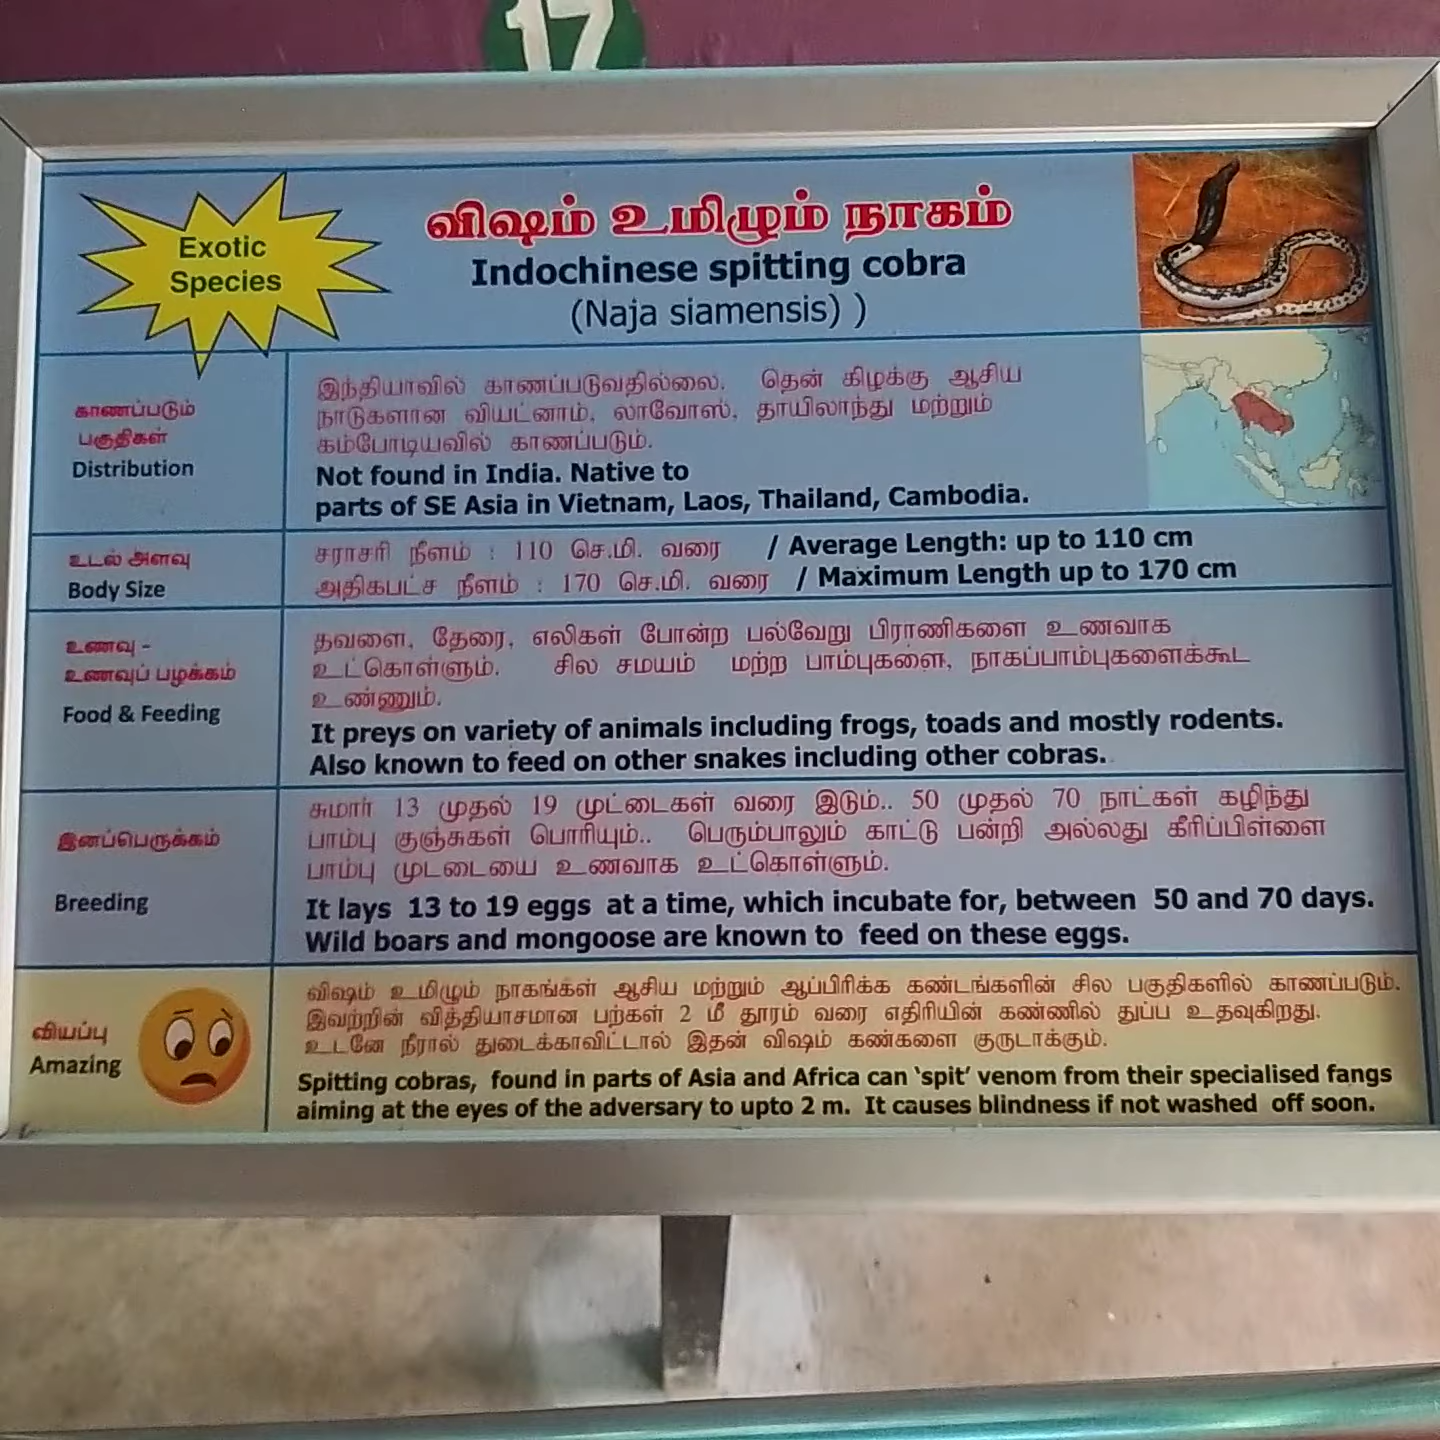 17
Exotic
Species
விஷம் உமிழும் நாகம்
Indochinese spitting cobra
(Naja siamensis) )
காணப்படும்
பகுதிகள்
Distribution
இந்தியாவில் காணப்படுவதில்லை. தென் கிழக்கு ஆசிய
நாடுகளான வியட்னாம், லாவோஸ், தாயிலாந்து மற்றும்
கம்போடியவில் காணப்படும்.
Not found in India. Native to
parts of SE Asia in Vietnam, Laos, Thailand, Cambodia.
உடல் அளவு
Body Size
சராசரி நீளம் : 110 செ.மி. வரை / Average Length: up to 110 cm
அதிகபட்ச நீளம் : 170 செ.மி. வரை / Maximum Length up to 170 cm
உணவு -
உணவுப் பழக்கம்
Food & Feeding
தவளை, தேரை, எலிகள் போன்ற பல்வேறு பிராணிகளை உணவாக
உட்கொள்ளும். சில சமயம் மற்ற பாம்புகளை, நாகப்பாம்புகளைக்கூட
உண்ணும்.
It preys on variety of animals including frogs, toads and mostly rodents.
Also known to feed on other snakes including other cobras.
இனப்பெருக்கம்
Breeding
சுமார் 13 முதல் 19 முட்டைகள் வரை இடும்.. 50 முதல் 70 நாட்கள் கழிந்து
பாம்பு குஞ்சுகள் பொரியும்.. பெரும்பாலும் காட்டு பன்றி அல்லது கீரிப்பிள்ளை
பாம்பு முடடையை உணவாக உட்கொள்ளும்.
It lays 13 to 19 eggs at a time, which incubate for, between 50 and 70 days.
Wild boars and mongoose are known to feed on these eggs.
வியப்பு
Amazing
விஷம் உமிழும் நாகங்கள் ஆசிய மற்றும் ஆப்பிரிக்க கண்டங்களின் சில பகுதிகளில் காணப்படும்.
இவற்றின் வித்தியாசமான பற்கள் 2 மீ தூரம் வரை எதிரியின் கண்ணில் துப்ப உதவுகிறது.
உடனே நீரால் துடைக்காவிட்டால் இதன் விஷம் கண்களை குருடாக்கும்.
Spitting cobras, found in parts of Asia and Africa can ‘spit’ venom from their specialised fangs
aiming at the eyes of the adversary to upto 2 m. It causes blindness if not washed off soon.